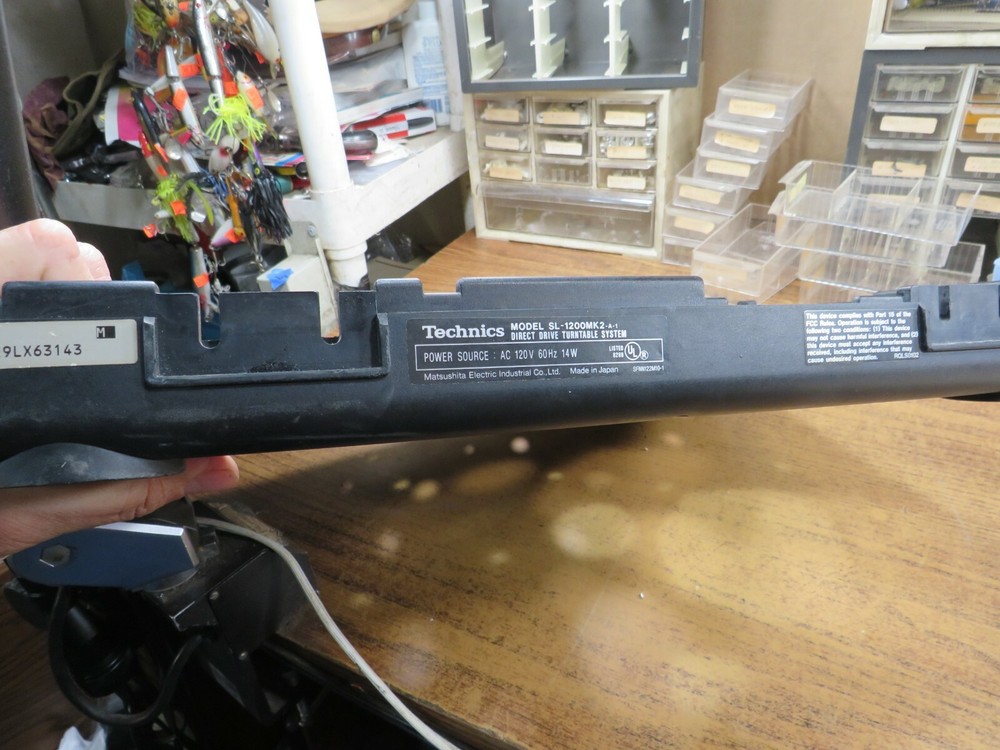 9LX63143
M
Technics MODEL SL-1200MK2-A-1
DIRECT DRIVE TURNTABLE SYSTEM
POWER SOURCE : AC 120V 60Hz 14W
LISTED
UL
Matsushita Electric Industrial Co., Ltd. Made in Japan
This device complies with Part 15 of the
FCC Rules. Operation is subject to the
following two conditions: (1) This device
may not cause harmful interference, and (2)
this device must accept any interference
received, including interference that may
cause undesired operation.